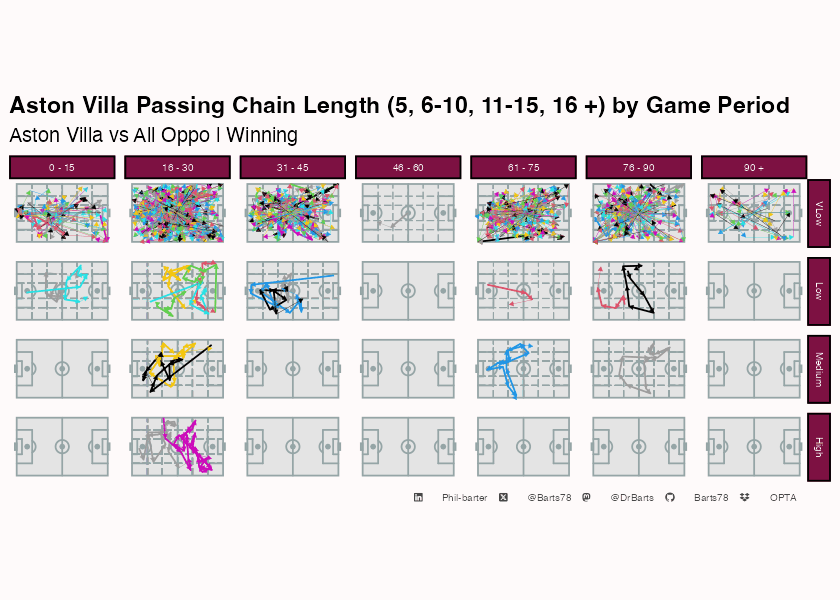 Aston Villa Passing Chain Length (5, 6-10, 11-15, 16 +) by Game Period
Aston Villa vs All Oppo I Winning
0 - 15 16 - 30 31 - 45 46 - 60 61 - 75 76 - 90 90 +
V.Low
Low
Medium
High
Phil-barter @Barts78 @DrBarts Barts78 OPTA